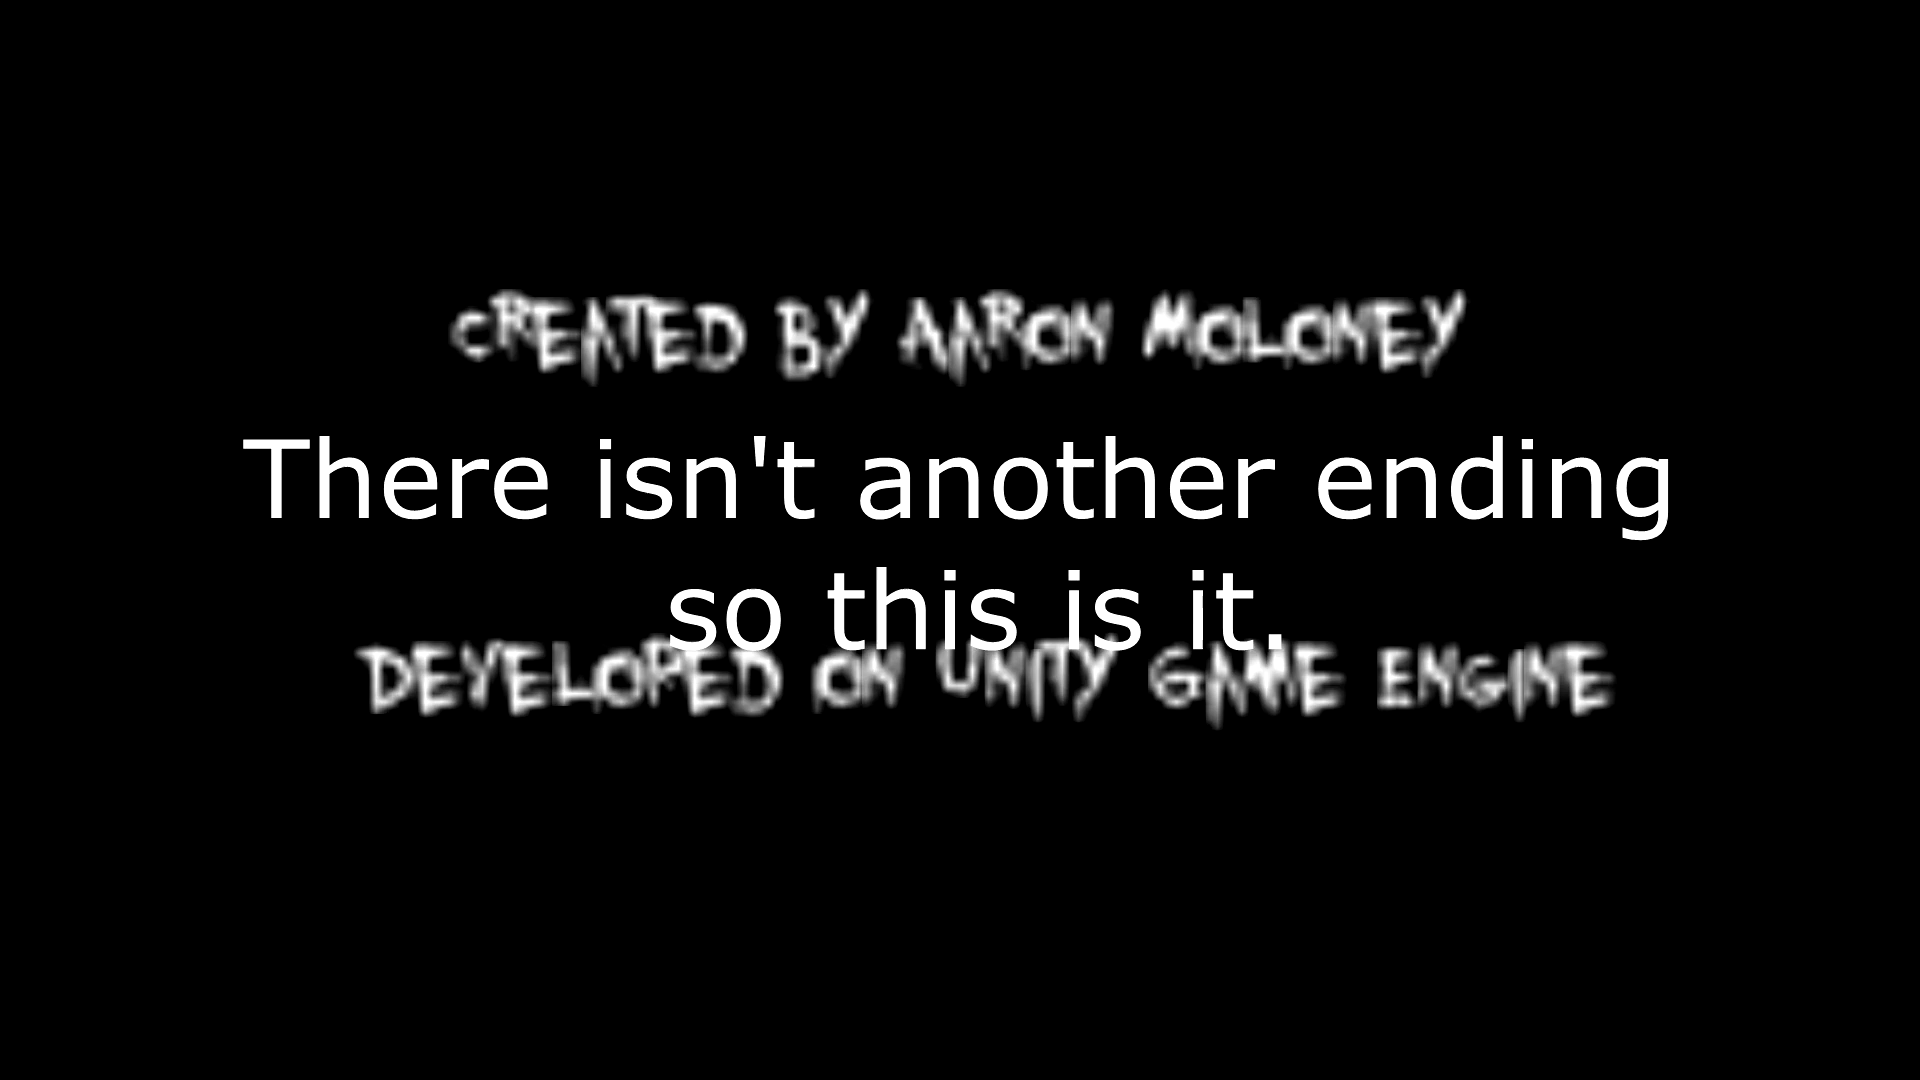 CREATED BY AARON MOLONEY
There isn't another ending
so this is it.
DEVELOPED ON UNITY GAME ENGINE